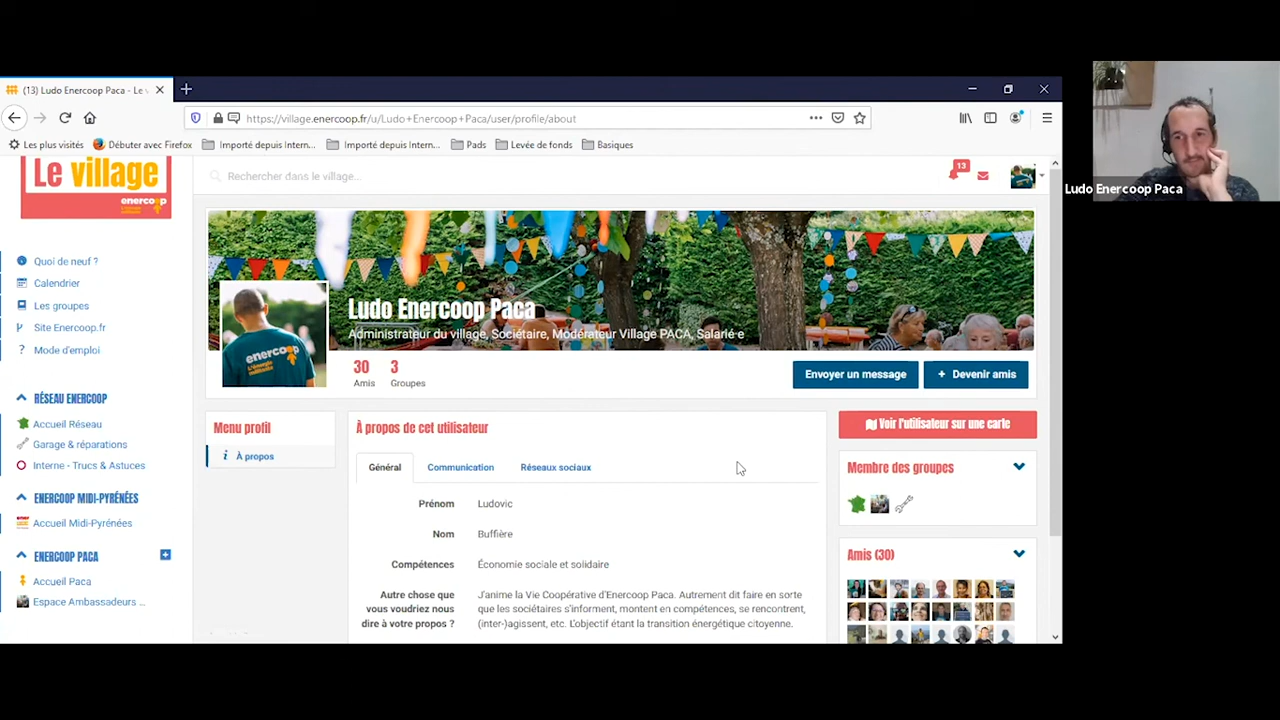 (13) Ludo Enercoop Paca - Le v
https://village.enercoop.fr/u/Ludo+Enercoop+Paca/user/profile/about
Les plus visités
Débuter avec Firefox
Importé depuis Intern...
Importé depuis Intern...
Pads
Levée de fonds
Basiques
Le village
enercoop
Rechercher dans le village...
13
Quoi de neuf ?
Calendrier
Les groupes
Site Enercoop.fr
Mode d'emploi
RÉSEAU ENERCOOP
Accueil Réseau
Garage & réparations
Interne - Trucs & Astuces
ENERCOOP MIDI-PYRÉNÉES
Accueil Midi-Pyrénées
ENERCOOP PACA
Accueil Paca
Espace Ambassadeurs ...
enercoop
Ludo Enercoop Paca
Administrateur du village, Sociétaire, Modérateur Village PACA, Salarié·e
30
Amis
3
Groupes
Envoyer un message
+ Devenir amis
Menu profil
À propos
À propos de cet utilisateur
Général
Communication
Réseaux sociaux
Prénom Ludovic
Nom Buffière
Compétences Économie sociale et solidaire
Autre chose que vous voudriez nous dire à votre propos ?
J'anime la Vie Coopérative d'Enercoop Paca. Autrement dit faire en sorte
que les sociétaires s'informent, montent en compétences, se rencontrent,
(inter-)agissent, etc. L'objectif étant la transition énergétique citoyenne.
Voir l'utilisateur sur une carte
Membre des groupes
Amis (30)
Ludo Enercoop Paca